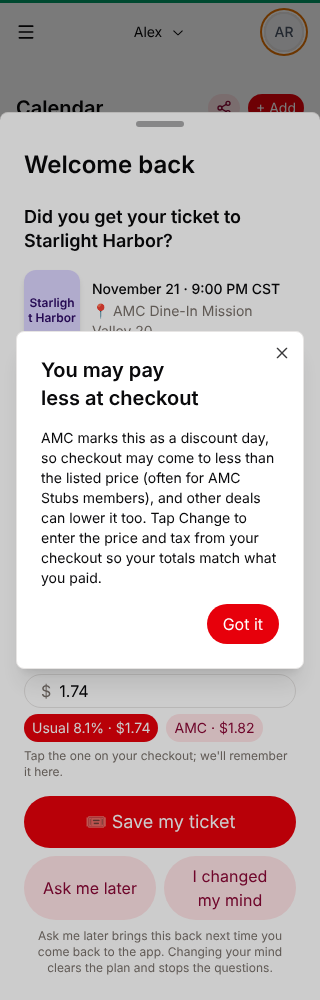 Alex
AR
Calendar
+ Add
Welcome back
Did you get your ticket to
Starlight Harbor?
Starligh
t Harbor
November 21 · 9:00 PM CST
📍 AMC Dine-In Mission
Valley 20
You may pay
less at checkout
AMC marks this as a discount day,
so checkout may come to less than
the listed price (often for AMC
Stubs members), and other deals
can lower it too. Tap Change to
enter the price and tax from your
checkout so your totals match what
you paid.
Got it
$ 1.74
Usual 8.1% · $1.74
AMC · $1.82
Tap the one on your checkout; we'll remember
it here.
🎟️ Save my ticket
Ask me later
I changed
my mind
Ask me later brings this back next time you
come back to the app. Changing your mind
clears the plan and stops the questions.